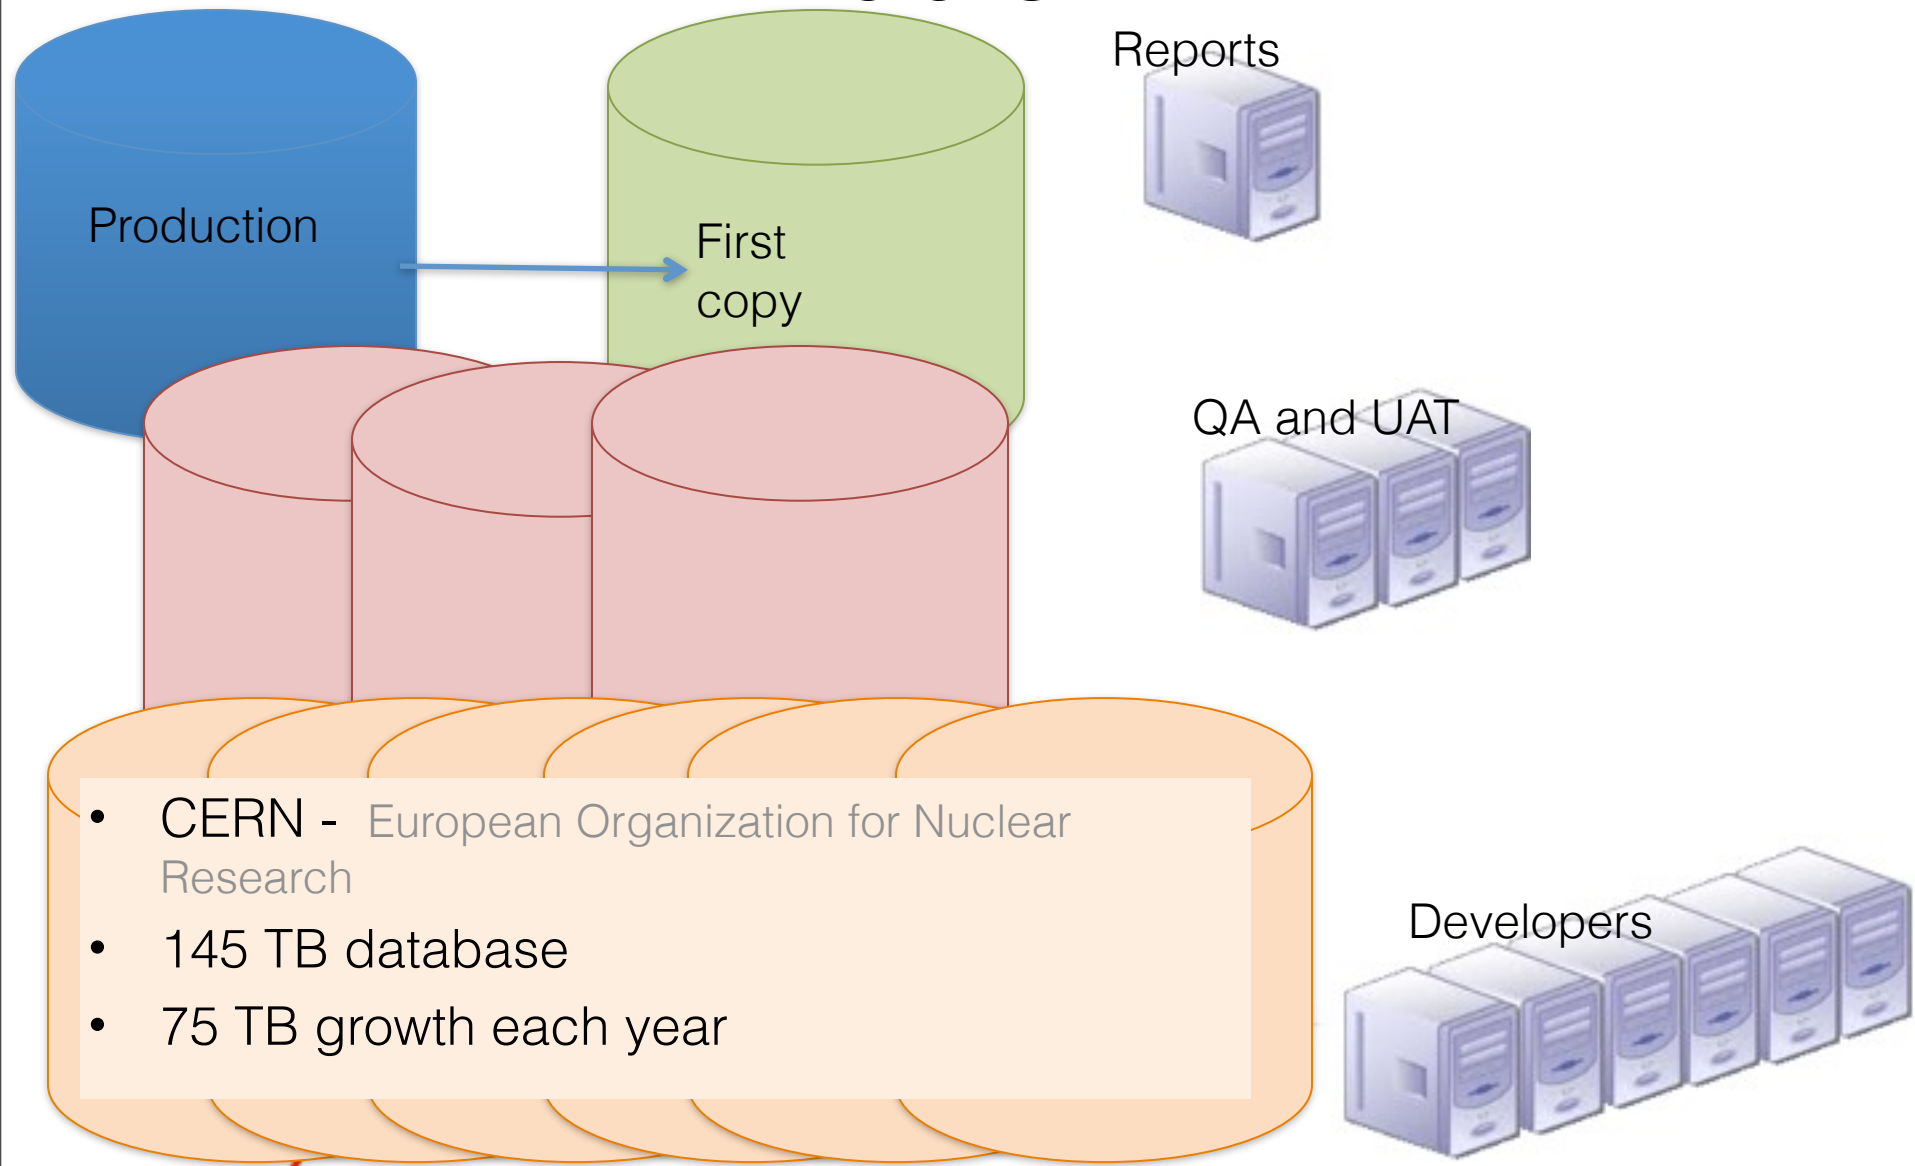 Reports
Production
First
copy
QA and UAT
• CERN - European Organization for Nuclear
Research
Developers
• 145 TB database
• 75 TB growth each year